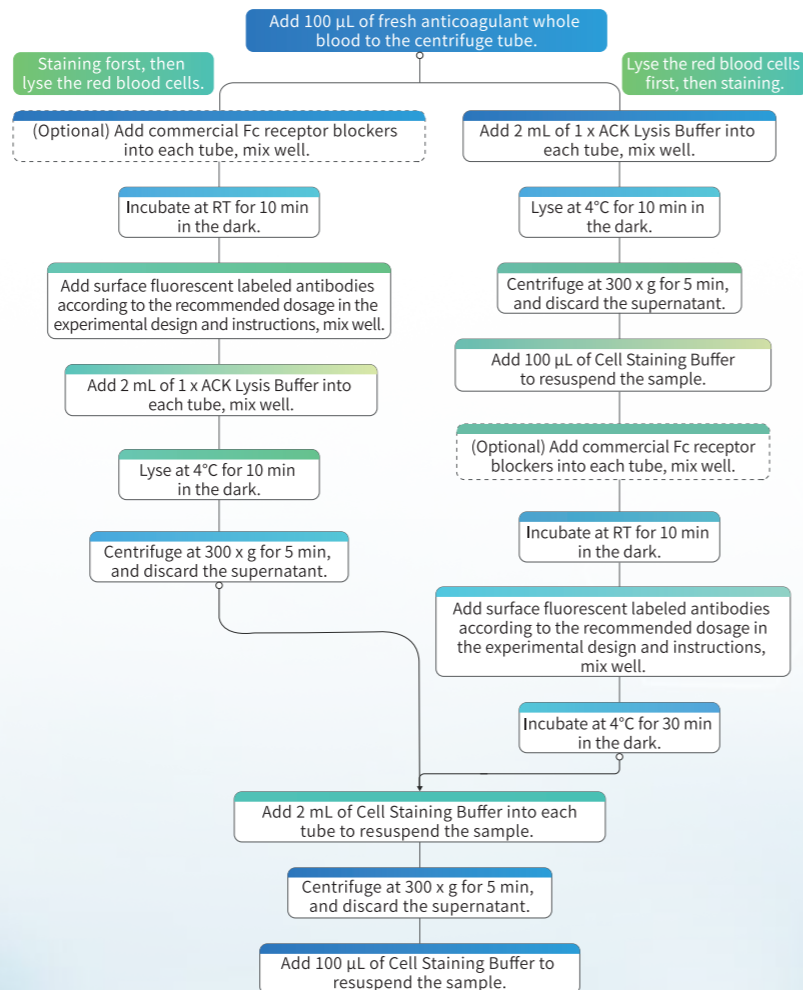 Add 100 μL of fresh anticoagulant whole
blood to the centrifuge tube.
Staining forst, then
lyse the red blood cells.
(Optional) Add commercial Fc receptor blockers
into each tube, mix well.
Incubate at RT for 10 min
in the dark.
Add surface fluorescent labeled antibodies
according to the recommended dosage in the
experimental design and instructions, mix well.
Add 2 mL of 1 x ACK Lysis Buffer into
each tube, mix well.
Lyse at 4°C for 10 min
in the dark.
Centrifuge at 300 x g for 5 min,
and discard the supernatant.
Lyse the red blood cells
first, then staining.
Add 2 mL of 1 x ACK Lysis Buffer into
each tube, mix well.
Lyse at 4°C for 10 min in
the dark.
Centrifuge at 300 x g for 5 min,
and discard the supernatant.
Add 100 μL of Cell Staining Buffer
to resuspend the sample.
(Optional) Add commercial Fc receptor
blockers into each tube, mix well.
Incubate at RT for 10 min
in the dark.
Add surface fluorescent labeled antibodies
according to the recommended dosage in
the experimental design and instructions,
mix well.
Incubate at 4°C for 30 min
in the dark.
Add 2 mL of Cell Staining Buffer into each
tube to resuspend the sample.
Centrifuge at 300 x g for 5 min,
and discard the supernatant.
Add 100 μL of Cell Staining Buffer to
resuspend the sample.